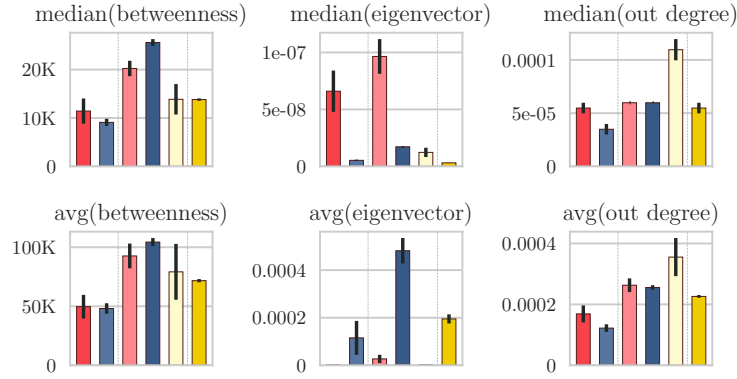 median(betweenness) median(eigenvector) median(out degree)
20K
10K
0
1e-07
5e-08
0
0.0001
5e-05
0
avg(betweenness) avg(eigenvector) avg(out degree)
100K
50K
0
0.0004
0.0002
0
0.0004
0.0002
0